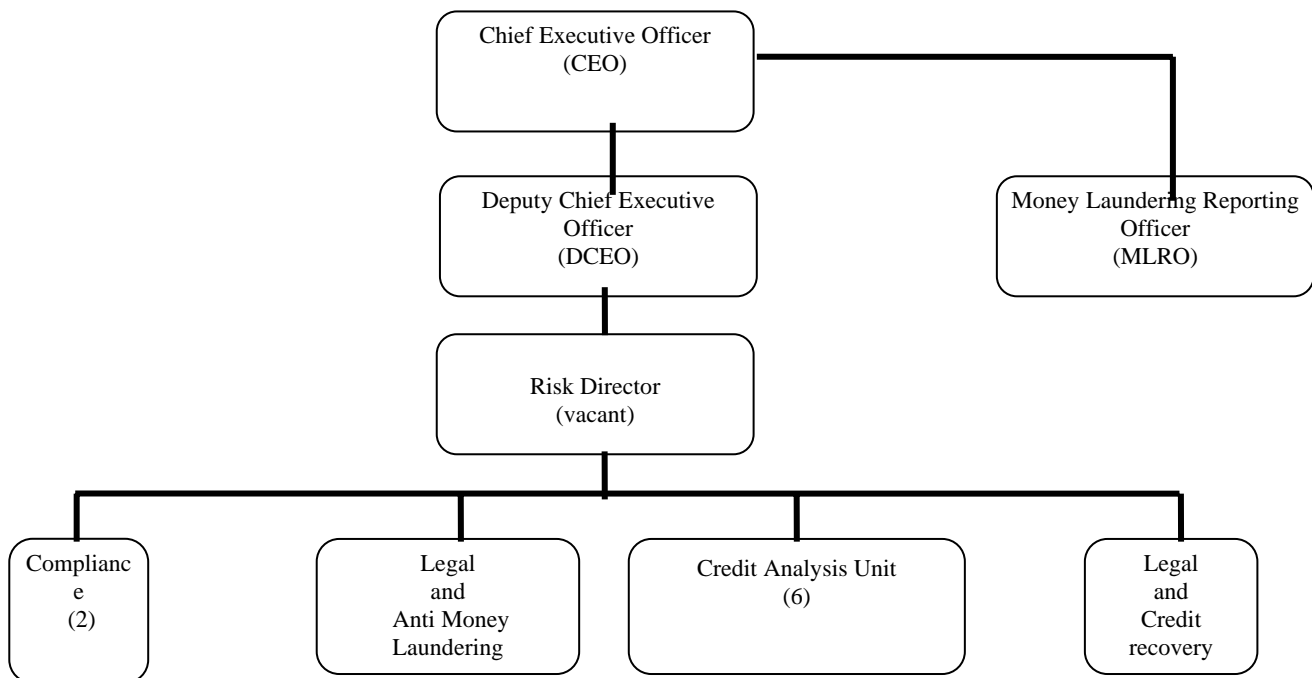 Chief Executive Officer
(CEO)
Deputy Chief Executive
Officer
(DCEO)
Money Laundering Reporting
Officer
(MLRO)
Risk Director
(vacant)
Complianc
e
(2)
Legal
and
Anti Money
Laundering
Credit Analysis Unit
(6)
Legal
and
Credit
recovery